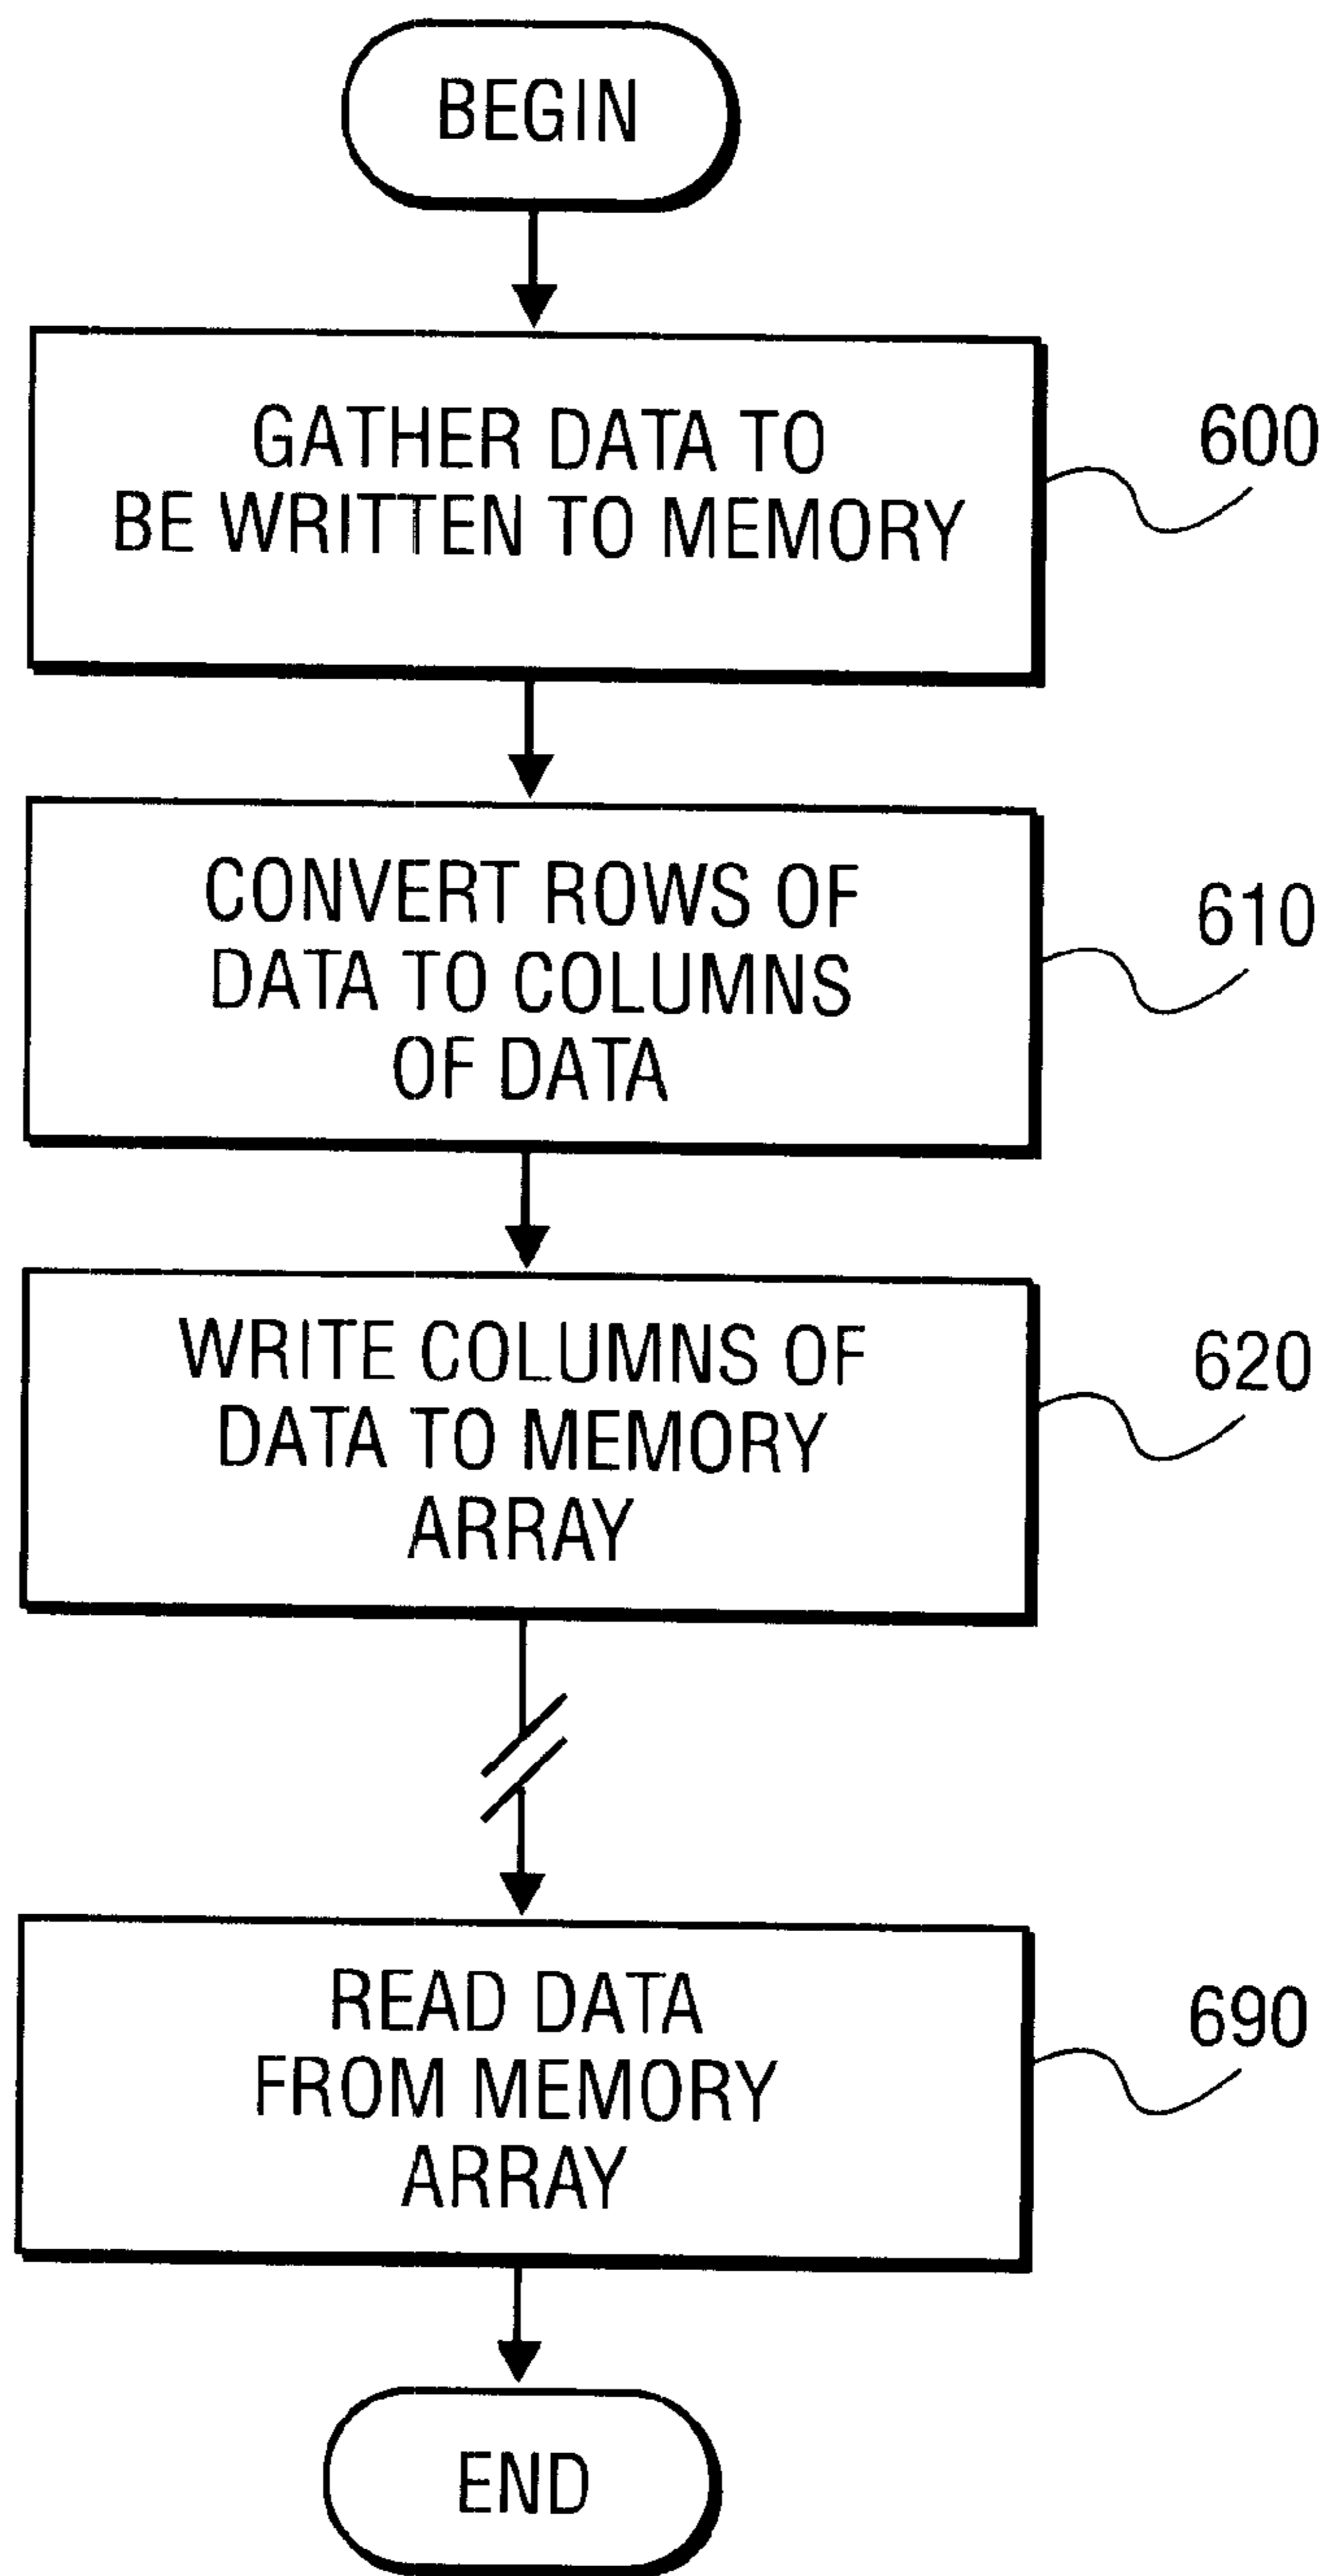 BEGIN
GATHER DATA TO
BE WRITTEN TO MEMORY
600
CONVERT ROWS OF
DATA TO COLUMNS
OF DATA
610
WRITE COLUMNS OF
DATA TO MEMORY
ARRAY
620
READ DATA
FROM MEMORY
ARRAY
690
END